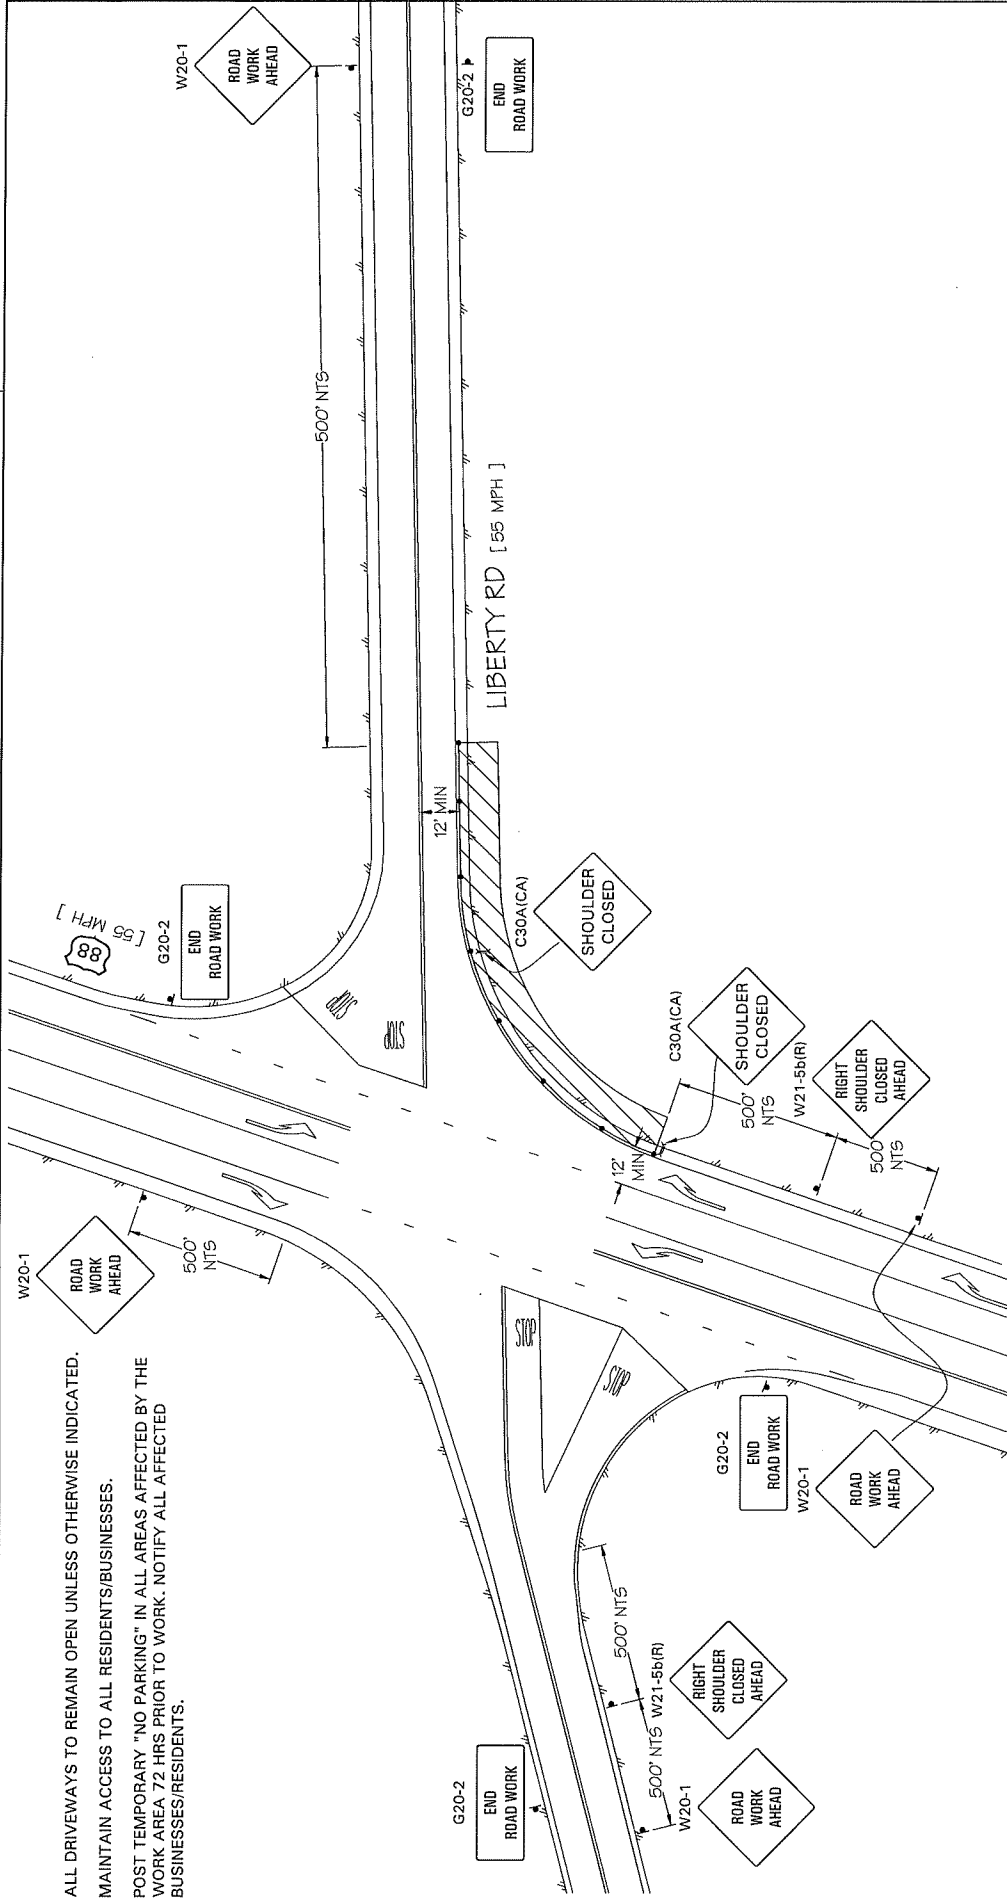 ALL DRIVEWAYS TO REMAIN OPEN UNLESS OTHERWISE INDICATED.
MAINTAIN ACCESS TO ALL RESIDENTS/BUSINESSES.
POST TEMPORARY "NO PARKING" IN ALL AREAS AFFECTED BY THE
WORK AREA 72 HRS PRIOR TO WORK. NOTIFY ALL AFFECTED
BUSINESSES/RESIDENTS.
W20-1
ROAD
WORK
AHEAD
500'
NTS
88
[ 55 MPH ]
G20-2
END
ROAD WORK
W20-1
ROAD
WORK
AHEAD
500' NTS
G20-2
END
ROAD WORK
STOP
STOP
12' MIN
LIBERTY RD [ 55 MPH ]
C30A(CA)
SHOULDER
CLOSED
C30A(CA)
SHOULDER
CLOSED
12'
MIN
500'
NTS
W21-5b(R)
RIGHT
SHOULDER
CLOSED
AHEAD
500'
NTS
STOP
STOP
G20-2
END
ROAD WORK
W20-1
ROAD
WORK
AHEAD
500' NTS
W21-5b(R)
RIGHT
SHOULDER
CLOSED
AHEAD
500' NTS
W20-1
ROAD
WORK
AHEAD
G20-2
END
ROAD WORK